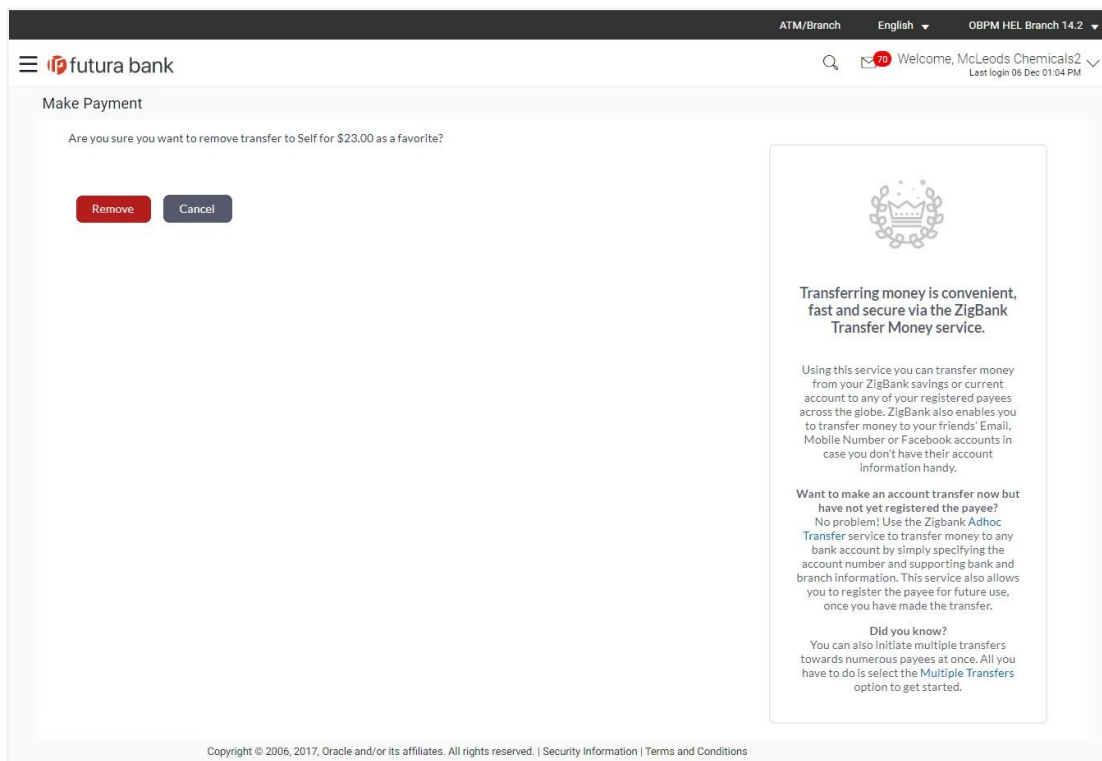 ATM/Branch English OBPM HEL Branch 14.2
futura bank
70 Welcome, McLeods Chemicals2
Last login 06 Dec 01:04 PM
Make Payment
Are you sure you want to remove transfer to Self for $23.00 as a favorite?
Remove Cancel
Transferring money is convenient,
fast and secure via the ZigBank
Transfer Money service.
Using this service you can transfer money
from your ZigBank savings or current
account to any of your registered payees
across the globe. ZigBank also enables you
to transfer money to your friends' Email,
Mobile Number or Facebook accounts in
case you don't have their account
information handy.
Want to make an account transfer now but
have not yet registered the payee?
No problem! Use the Zigbank Adhoc
Transfer service to transfer money to any
bank account by simply specifying the
account number and supporting bank and
branch information. This service also allows
you to register the payee for future use,
once you have made the transfer.
Did you know?
You can also initiate multiple transfers
towards numerous payees at once. All you
have to do is select the Multiple Transfers
option to get started.
Copyright © 2006, 2017, Oracle and/or its affiliates. All rights reserved. | Security Information | Terms and Conditions